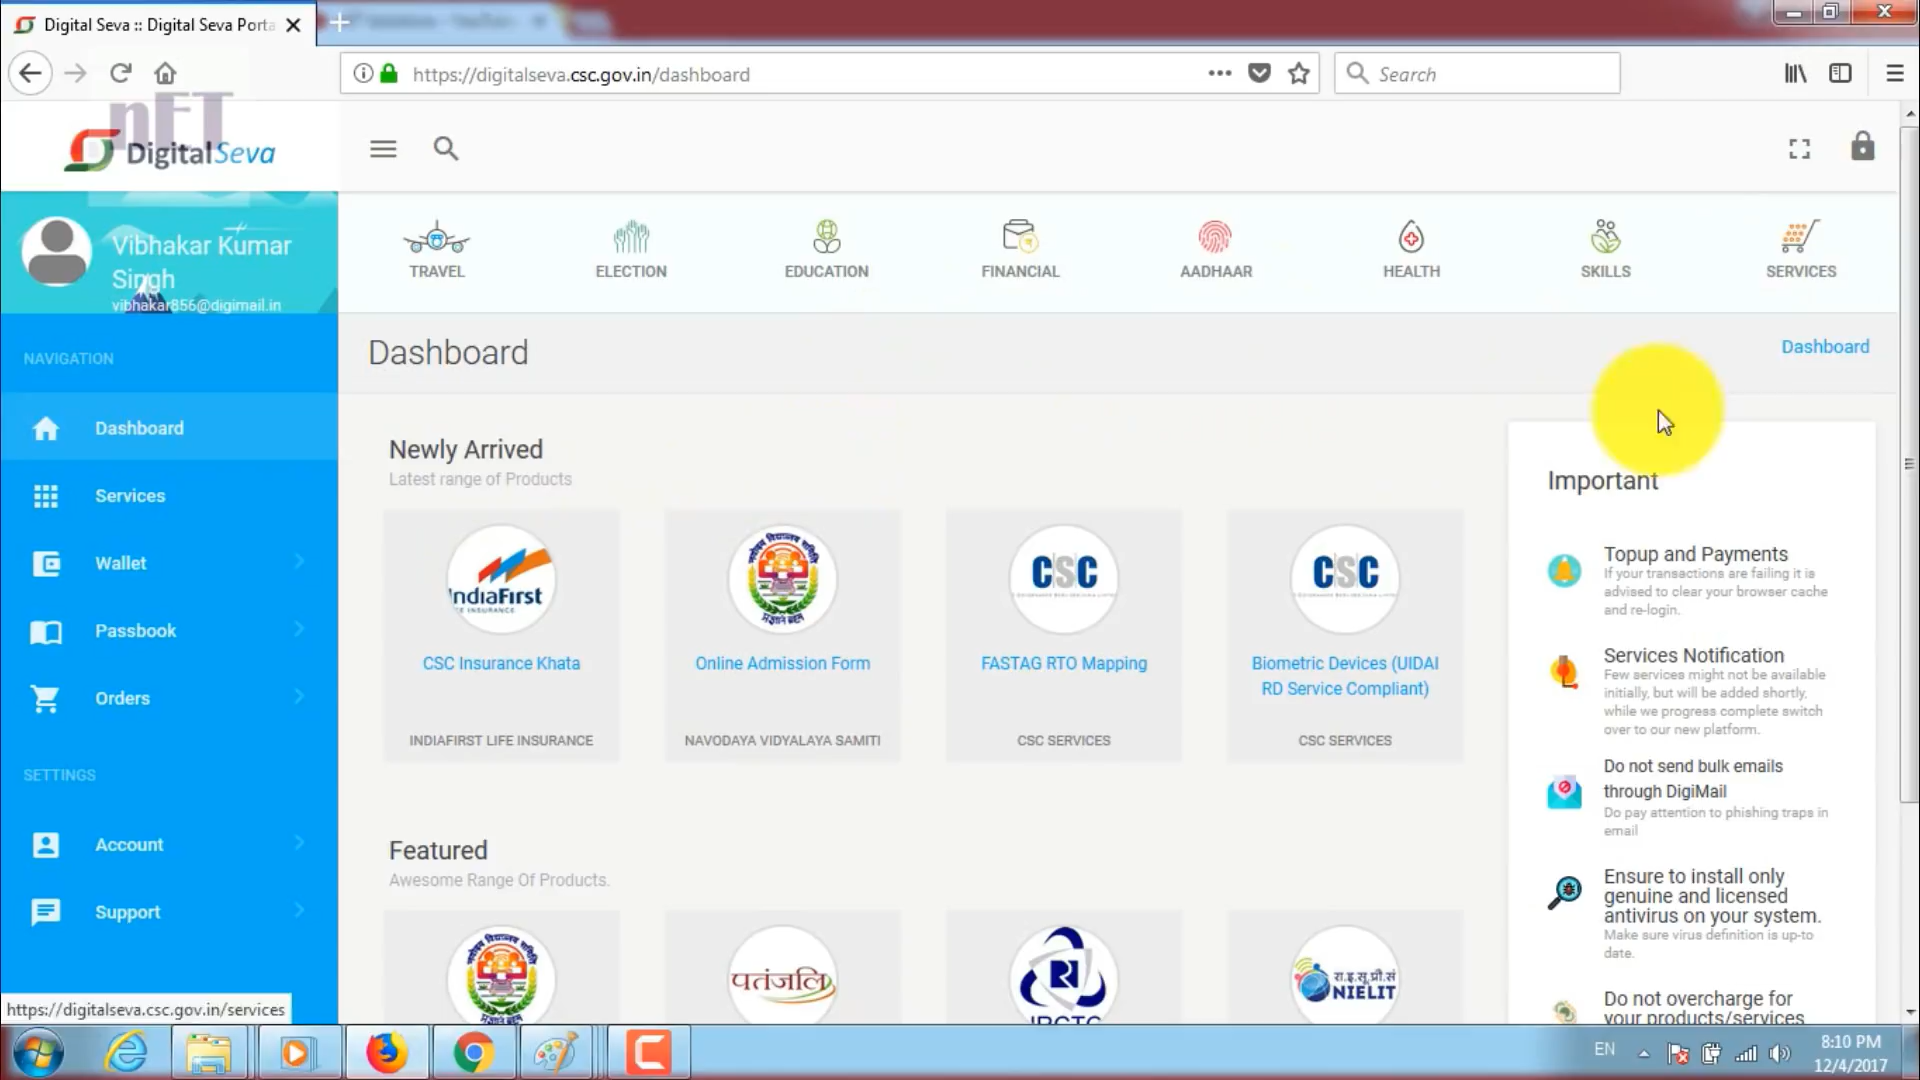 Digital Seva :: Digital Seva Porta
https://digitalseva.csc.gov.in/dashboard
Search
nET
DigitalSeva
Vibhakar Kumar
Singh
vibhakar856@digimail.in
TRAVEL
ELECTION
EDUCATION
FINANCIAL
AADHAAR
HEALTH
SKILLS
SERVICES
Dashboard
Dashboard
NAVIGATION
Dashboard
Services
Wallet
Passbook
Orders
SETTINGS
Account
Support
Newly Arrived
Latest range of Products
IndiaFirst
LIFE INSURANCE
CSC Insurance Khata
INDIAFIRST LIFE INSURANCE
Online Admission Form
NAVODAYA VIDYALAYA SAMITI
CSC
FASTAG RTO Mapping
CSC SERVICES
CSC
Biometric Devices (UIDAI
RD Service Compliant)
CSC SERVICES
Featured
Awesome Range Of Products.
पतंजलि
IRCTC
रा.इ.सू.प्रौ.सं
NIELIT
Important
Topup and Payments
If your transactions are failing it is
advised to clear your browser cache
and re-login.
Services Notification
Few services might not be available
initially, but will be added shortly,
while we progress complete switch
over to our new platform.
Do not send bulk emails
through DigiMail
Do pay attention to phishing traps in
email
Ensure to install only
genuine and licensed
antivirus on your system.
Make sure virus definition is up-to
date.
Do not overcharge for
your products/services
https://digitalseva.csc.gov.in/services
EN
8:10 PM
12/4/2017